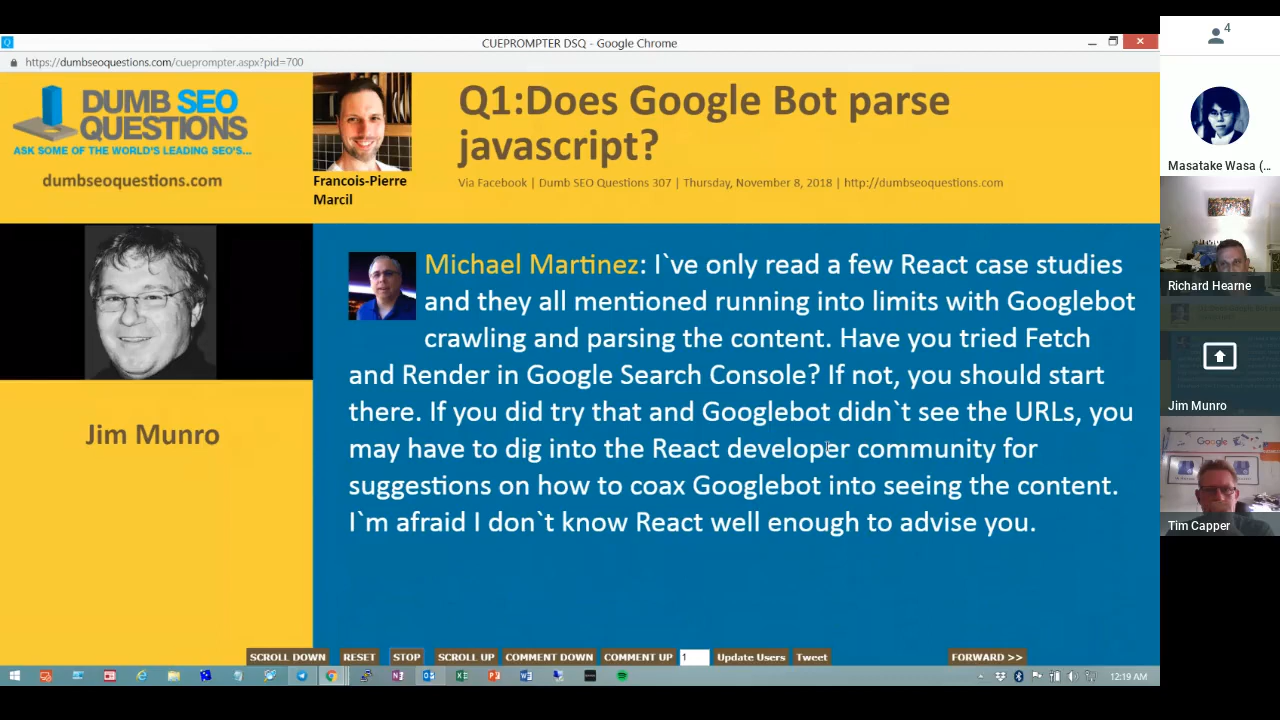 CUEPROMPTER DSQ - Google Chrome
https://dumbseoquestions.com/cueprompter.aspx?pid=700
DUMB SEO
QUESTIONS
ASK SOME OF THE WORLD'S LEADING SEO'S...
dumbseoquestions.com
Francois-Pierre
Marcil
Q1:Does Google Bot parse
javascript?
Via Facebook | Dumb SEO Questions 307 | Thursday, November 8, 2018 | http://dumbseoquestions.com
Jim Munro
Michael Martinez: I`ve only read a few React case studies
and they all mentioned running into limits with Googlebot
crawling and parsing the content. Have you tried Fetch
and Render in Google Search Console? If not, you should start
there. If you did try that and Googlebot didn`t see the URLs, you
may have to dig into the React developer community for
suggestions on how to coax Googlebot into seeing the content.
I`m afraid I don`t know React well enough to advise you.
SCROLL DOWN RESET STOP SCROLL UP COMMENT DOWN COMMENT UP 1 Update Users Tweet FORWARD >>
12:19 AM
4
Masatake Wasa (...
Richard Hearne
Jim Munro
Google
Tim Capper